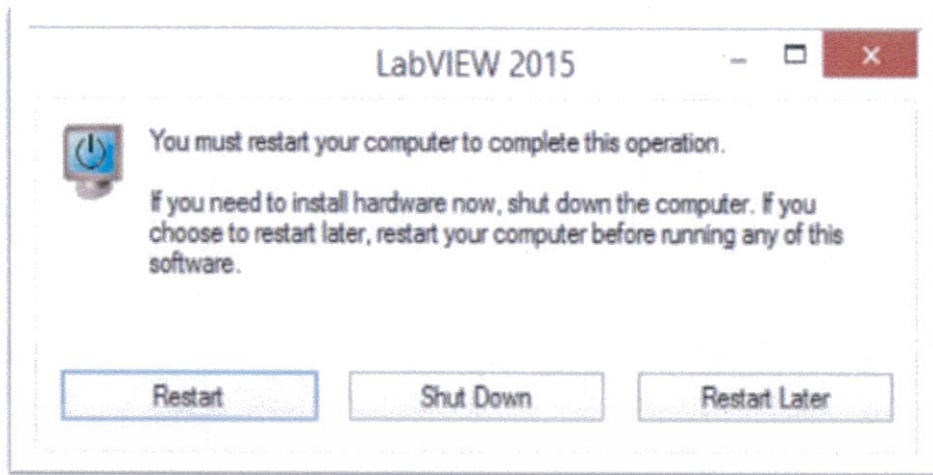 LabVIEW 2015
You must restart your computer to complete this operation.
If you need to install hardware now, shut down the computer. If you
choose to restart later, restart your computer before running any of this
software.
Restart
Shut Down
Restart Later